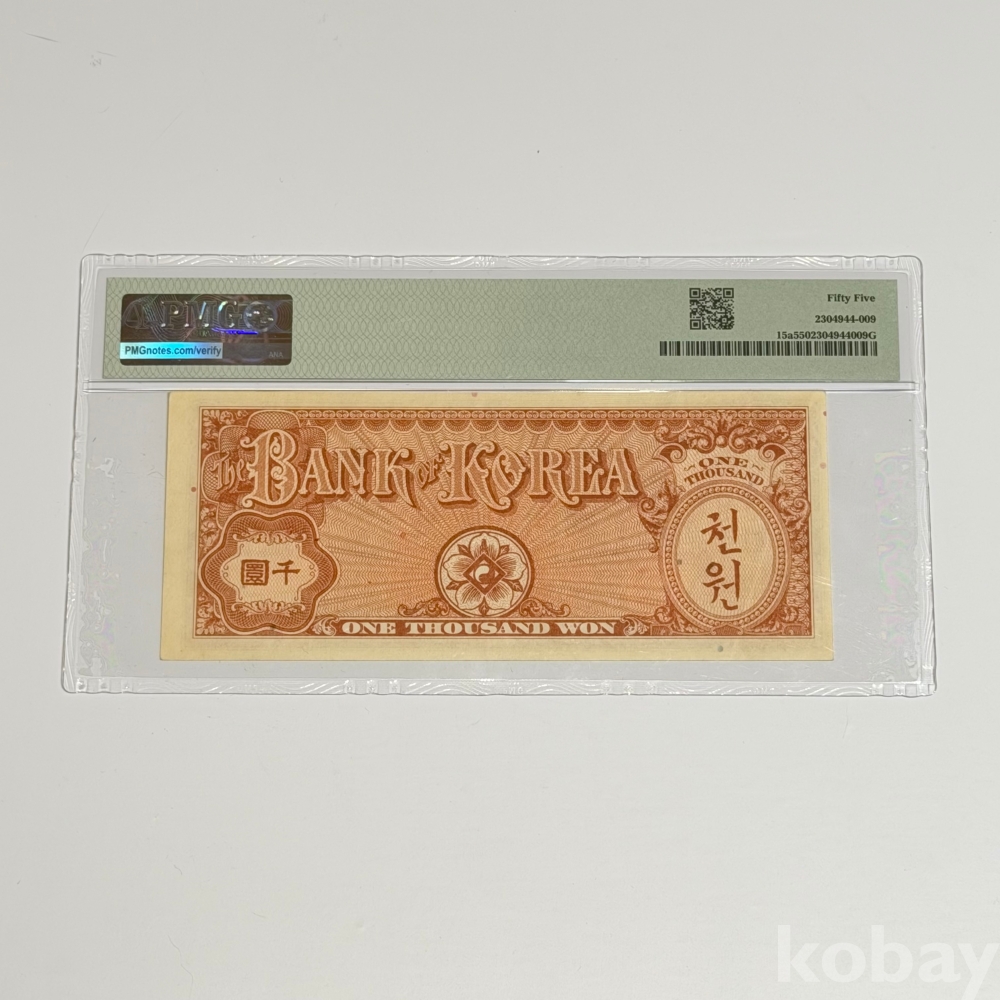 PMG
PMGnotes.com/verify
Fifty Five
2304944-009
15a5502304944009G
The BANK of KOREA
~ ONE ~
THOUSAND
천
원
圓千
ONE THOUSAND WON
kobay